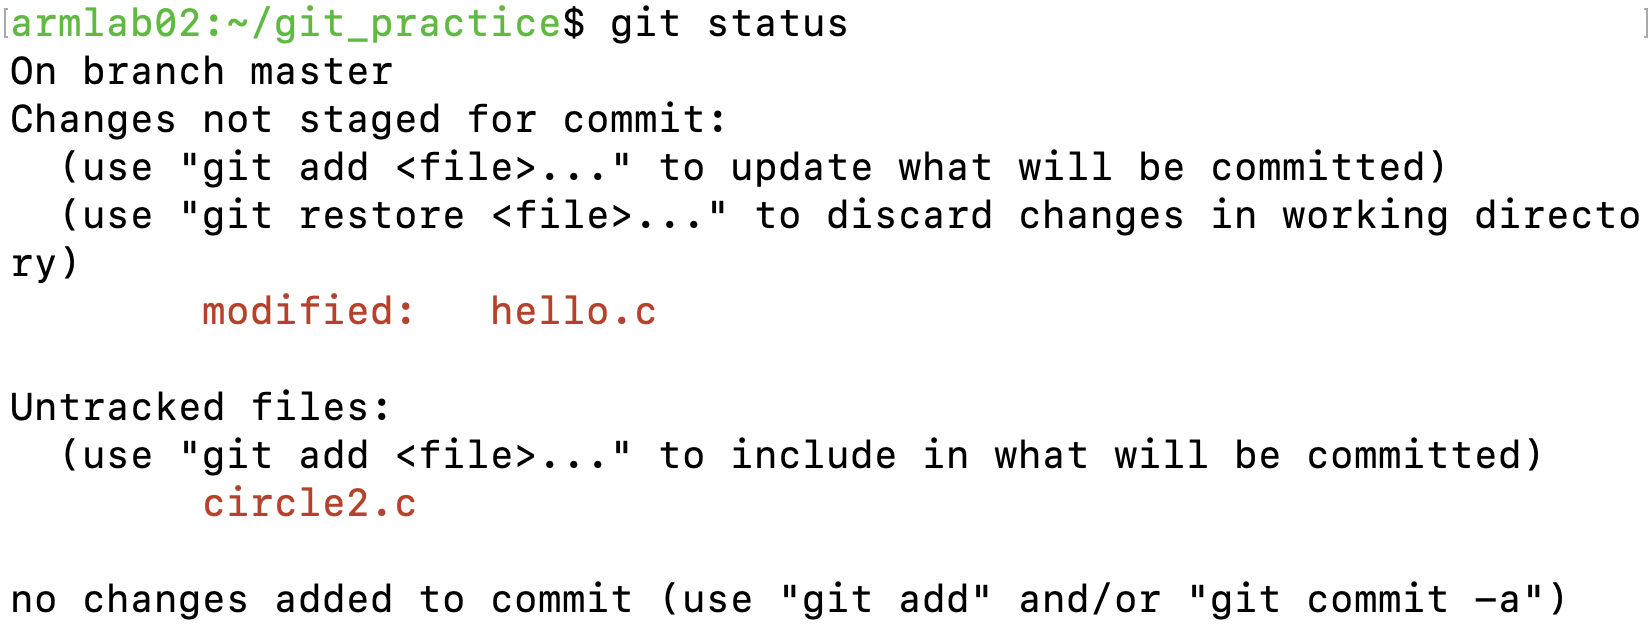 [armlab02:~/git_practice$ git status ]
On branch master
Changes not staged for commit:
  (use "git add <file>..." to update what will be committed)
  (use "git restore <file>..." to discard changes in working directo
ry)
        modified:   hello.c

Untracked files:
  (use "git add <file>..." to include in what will be committed)
        circle2.c

no changes added to commit (use "git add" and/or "git commit -a")